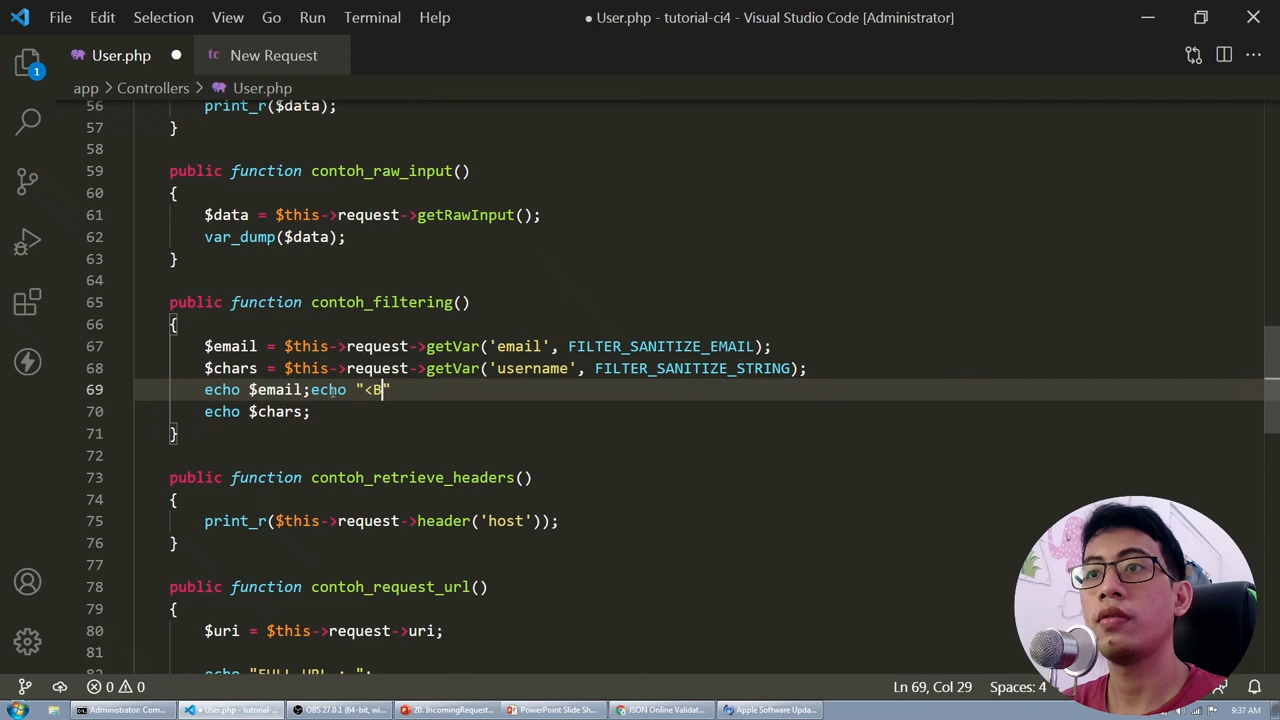 File Edit Selection View Go Run Terminal Help
● User.php - tutorial-ci4 - Visual Studio Code [Administrator]
User.php
tc New Request
app > Controllers > User.php
1
56 print_r($data);
57 }
58
59 public function contoh_raw_input()
60 {
61 $data = $this->request->getRawInput();
62 var_dump($data);
63 }
64
65 public function contoh_filtering()
66 {
67 $email = $this->request->getVar('email', FILTER_SANITIZE_EMAIL);
68 $chars = $this->request->getVar('username', FILTER_SANITIZE_STRING);
69 echo $email;echo "<B"
70 echo $chars;
71 }
72
73 public function contoh_retrieve_headers()
74 {
75 print_r($this->request->header('host'));
76 }
77
78 public function contoh_request_url()
79 {
80 $uri = $this->request->uri;
81
82 echo "FULL URL : ";
0 0
Ln 69, Col 29 Spaces: 4
Administrator: Com...
● User.php - tutorial-...
OBS 27.0.1 (64-bit, w...
20. IncomingRequest...
PowerPoint Slide Sh...
JSON Online Validat...
Apple Software Upda...
9:37 AM